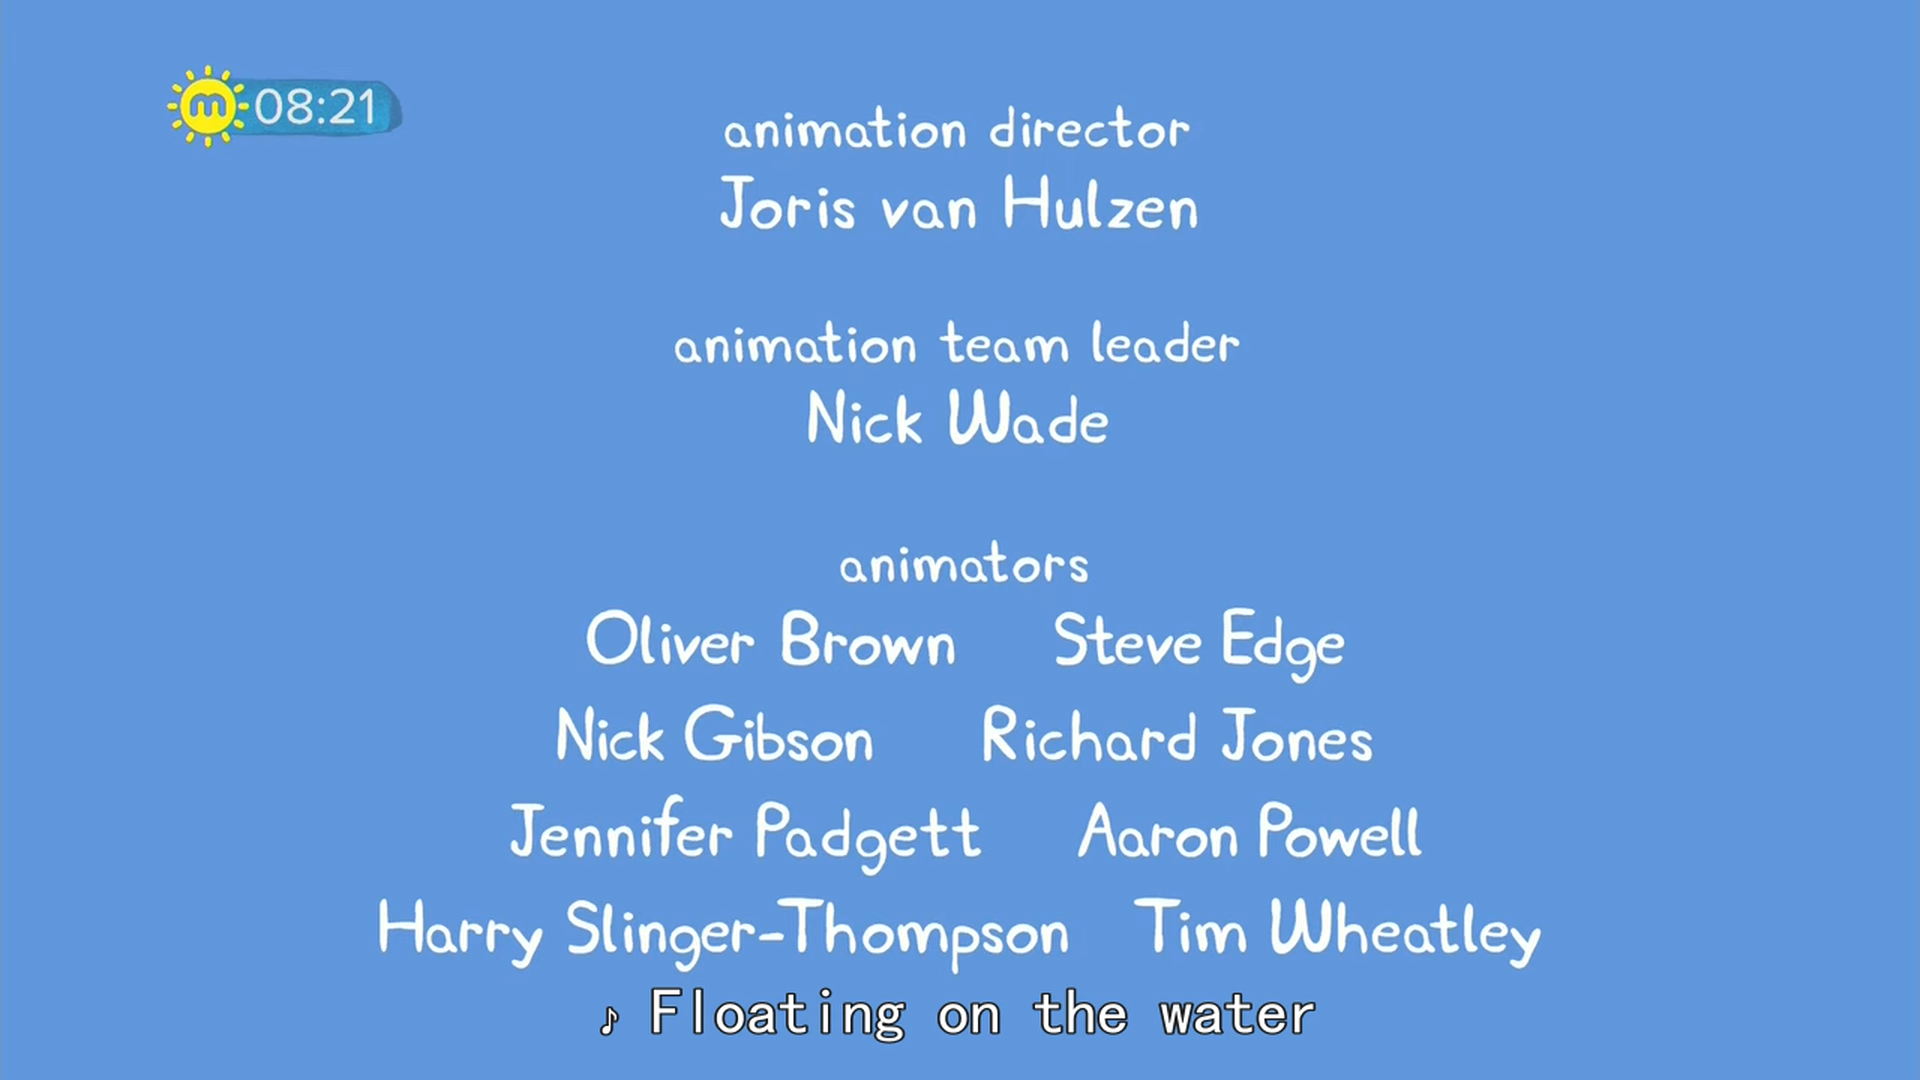 m 08:21
animation director
Joris van Hulzen
animation team leader
Nick Wade
animators
Oliver Brown Steve Edge
Nick Gibson Richard Jones
Jennifer Padgett Aaron Powell
Harry Slinger-Thompson Tim Wheatley
♪ Floating on the water